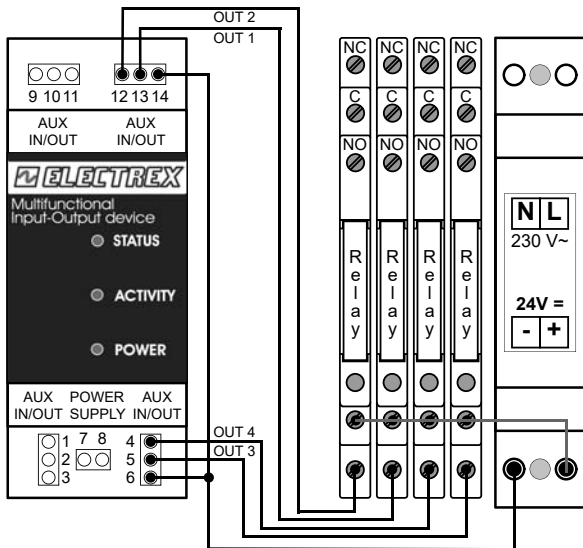 OUT 2
OUT 1
9 10 11
12 13 14
AUX
IN/OUT
AUX
IN/OUT
ELECTREX
Multifunctional
Input-Output device
STATUS
ACTIVITY
POWER
AUX
IN/OUT
POWER
SUPPLY
AUX
IN/OUT
1
2
3
7 8
4
5
6
OUT 4
OUT 3
NC NC NC NC
C C C C
NO NO NO NO
Relay
Relay
Relay
Relay
N L
230 V~
24V =
- +